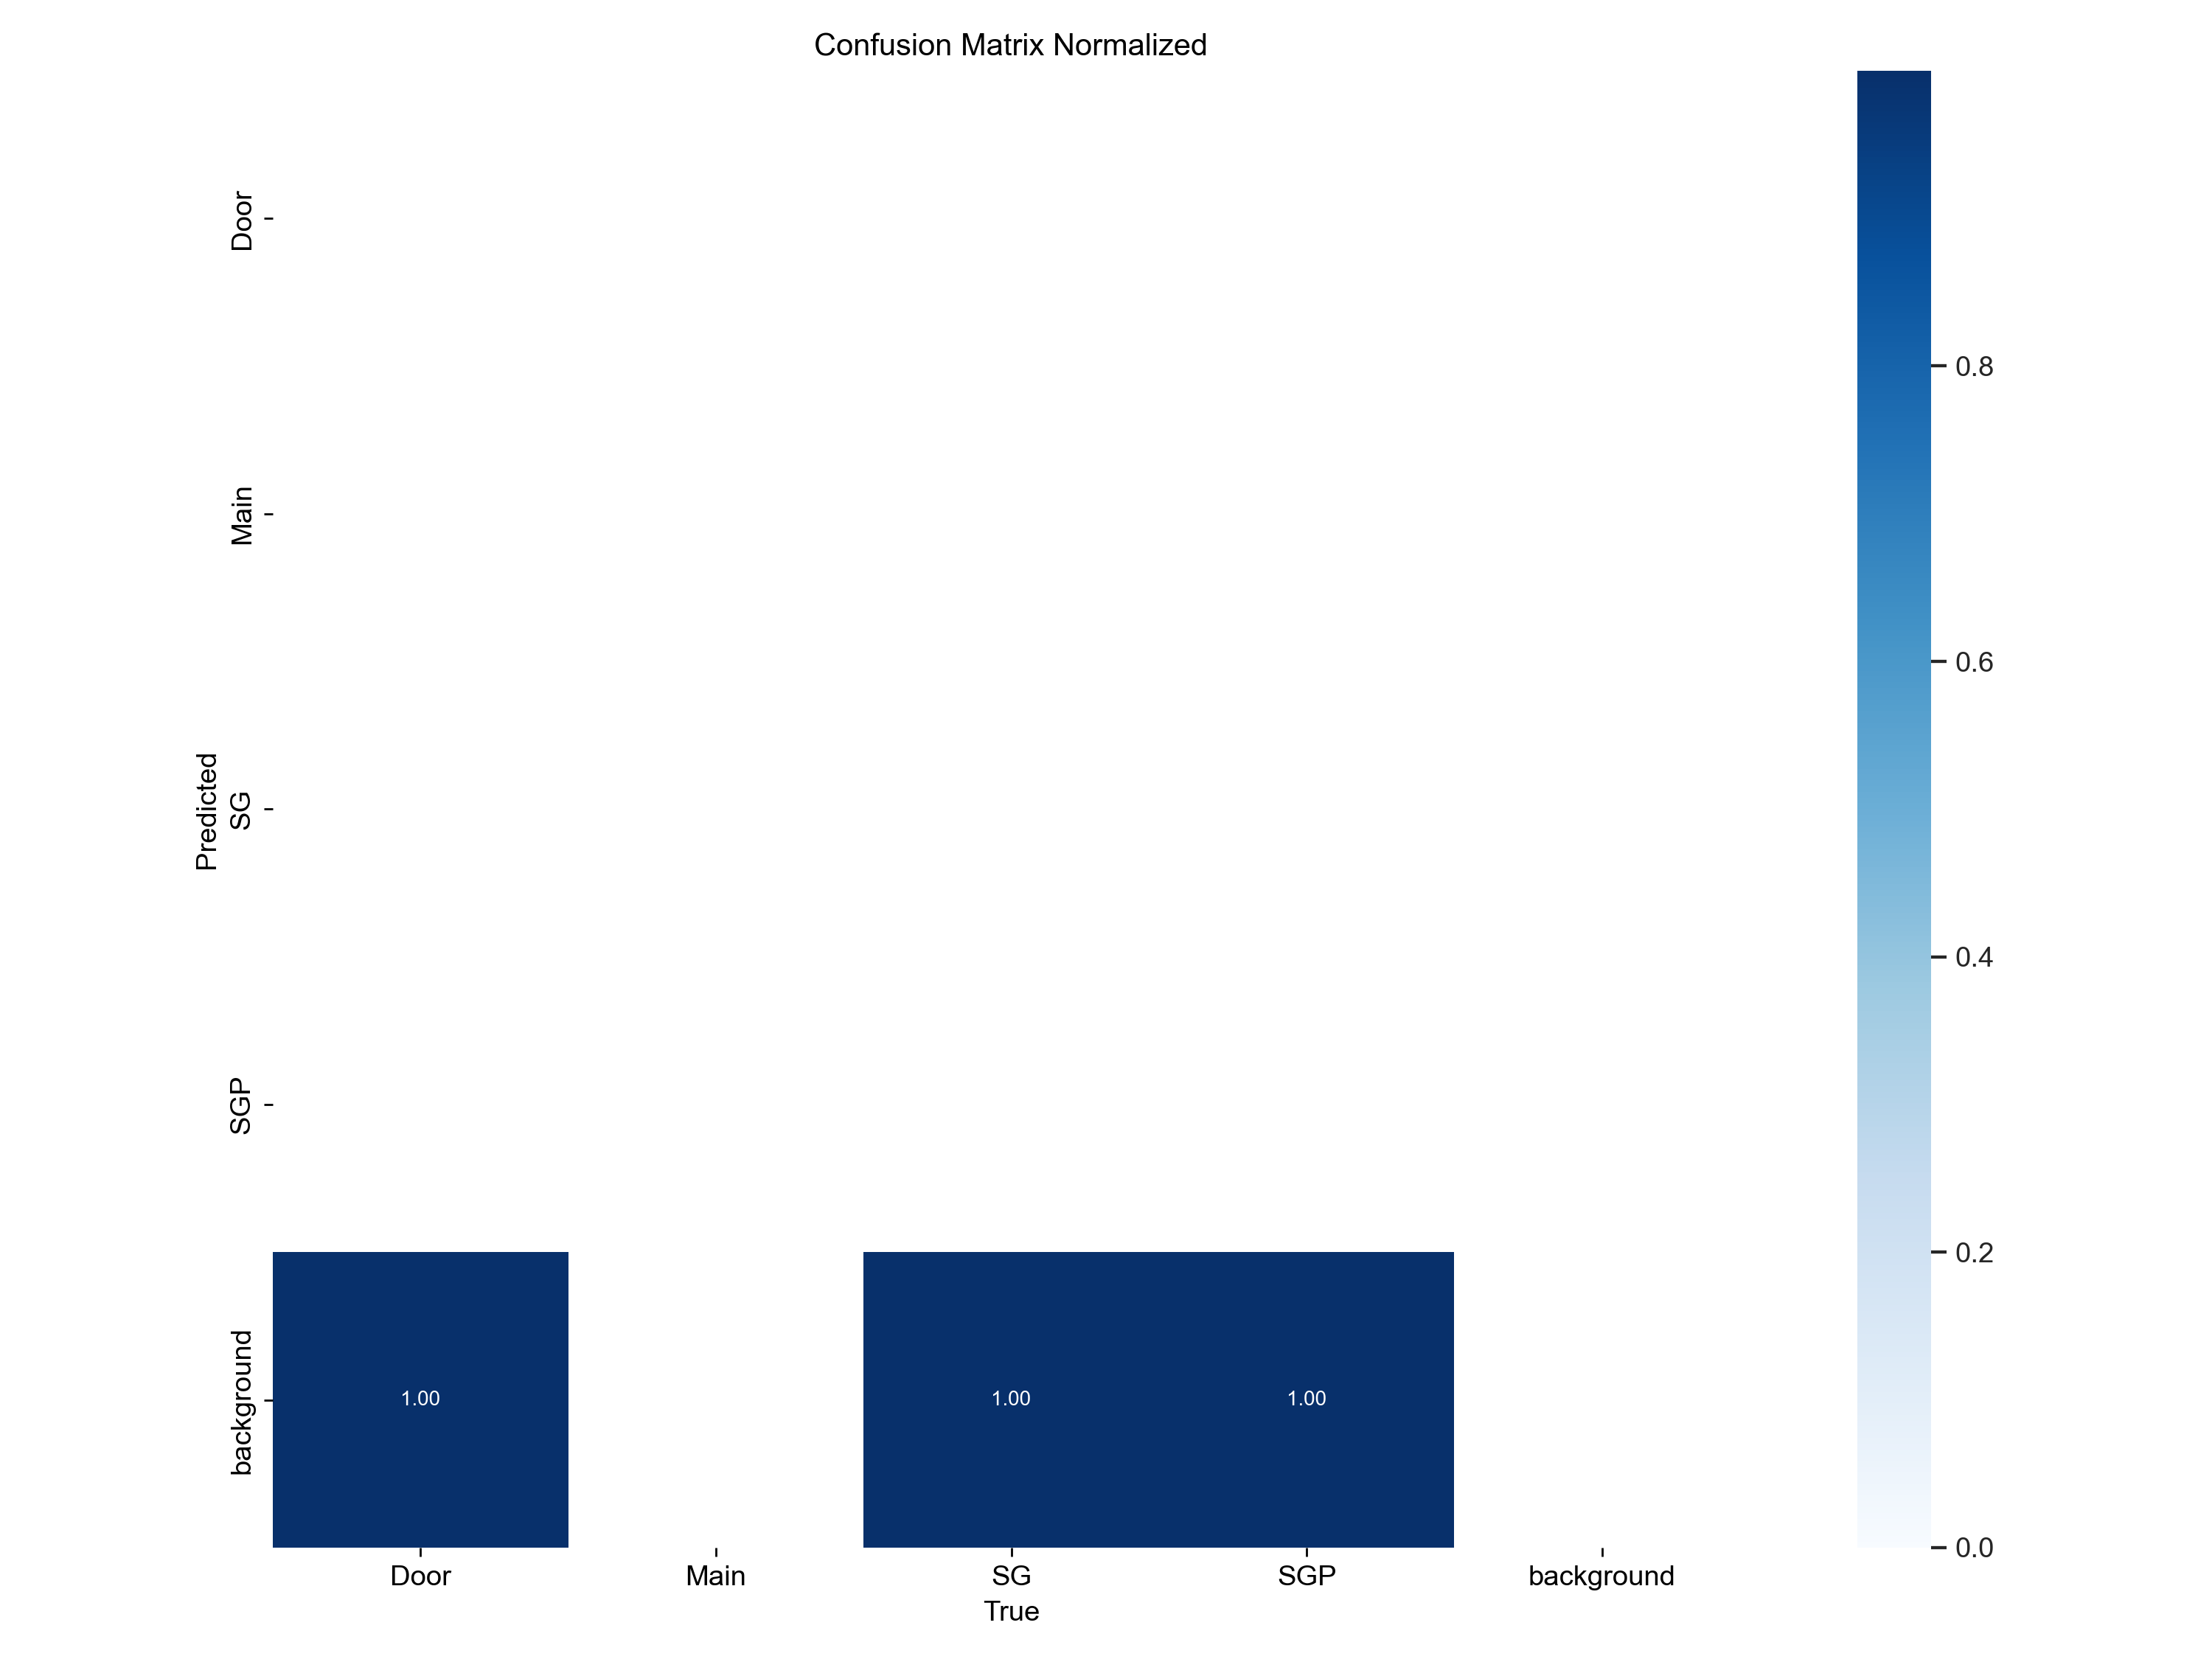 Confusion Matrix Normalized
Predicted
Door
Main
SG
SGP
background
1.00
1.00
1.00
Door
Main
SG
SGP
background
True
0.8
0.6
0.4
0.2
0.0